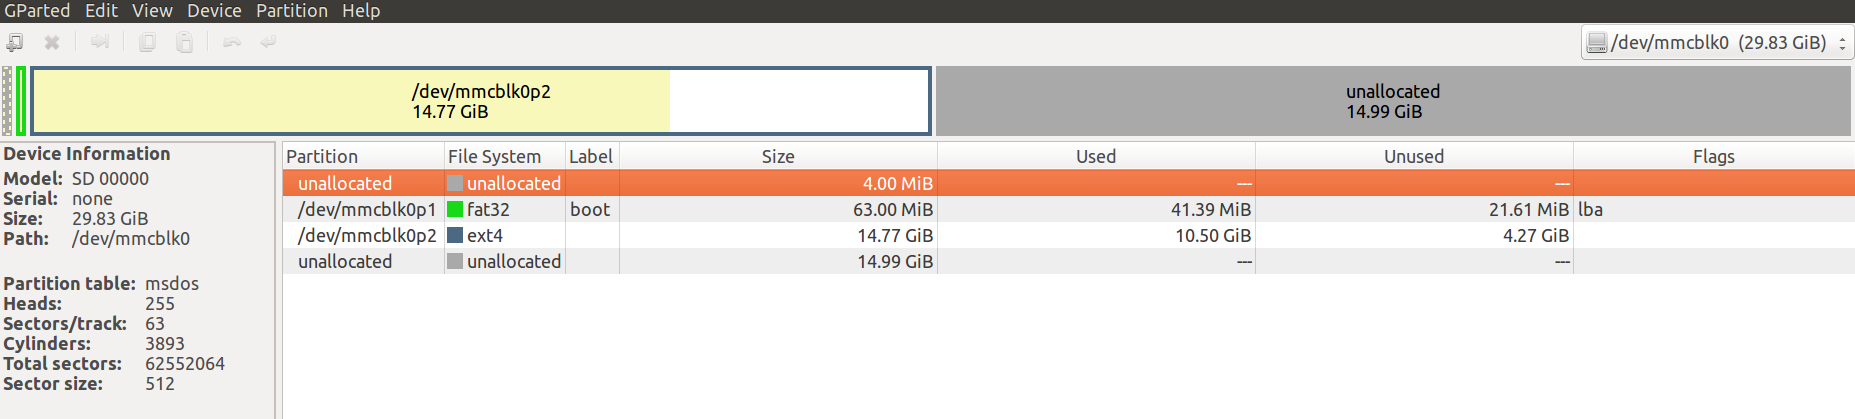 GParted Edit View Device Partition Help
/dev/mmcblk0 (29.83 GiB)
/dev/mmcblk0p2
14.77 GiB
unallocated
14.99 GiB
Device Information
Model: SD 00000
Serial: none
Size: 29.83 GiB
Path: /dev/mmcblk0
Partition table: msdos
Heads: 255
Sectors/track: 63
Cylinders: 3893
Total sectors: 62552064
Sector size: 512
Partition File System Label Size Used Unused Flags
unallocated unallocated 4.00 MiB --- ---
/dev/mmcblk0p1 fat32 boot 63.00 MiB 41.39 MiB 21.61 MiB lba
/dev/mmcblk0p2 ext4 14.77 GiB 10.50 GiB 4.27 GiB
unallocated unallocated 14.99 GiB --- ---